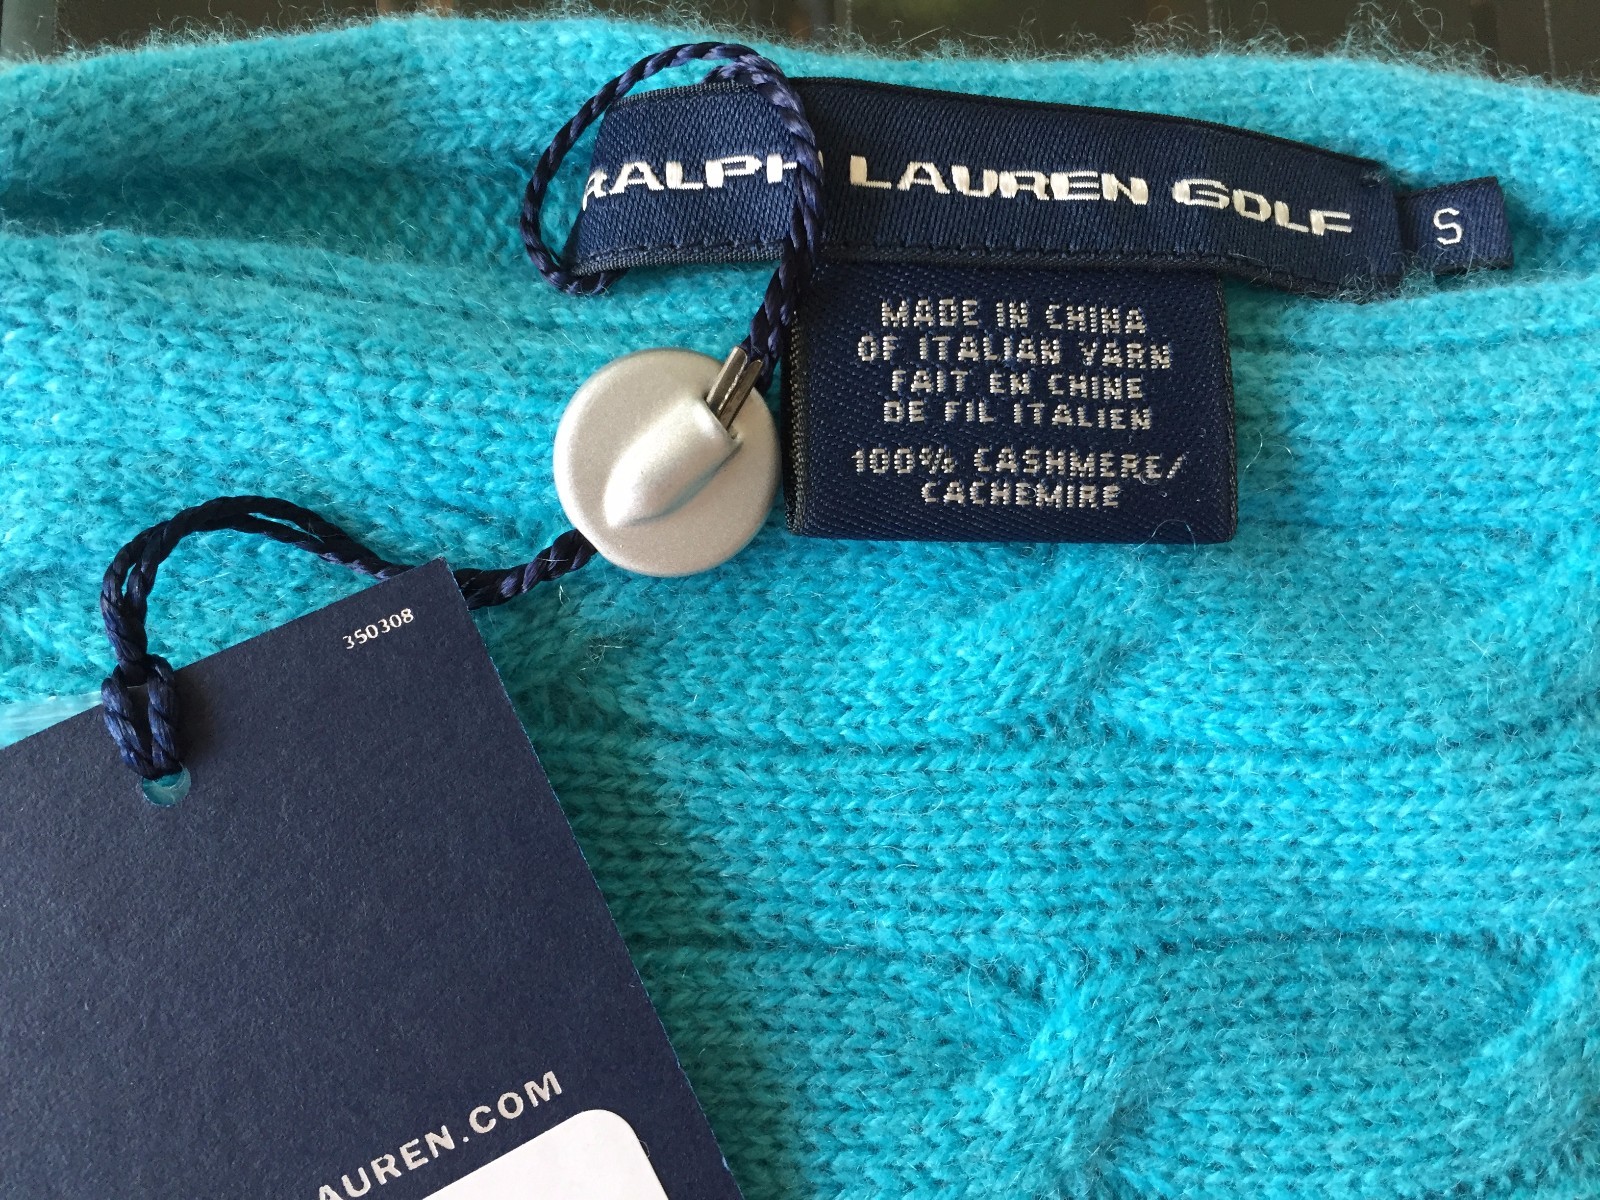 RALPH LAUREN GOLF
S
MADE IN CHINA
OF ITALIAN YARN
FAIT EN CHINE
DE FIL ITALIEN
100% CASHMERE/
CACHEMIRE
350308
AUREN.COM